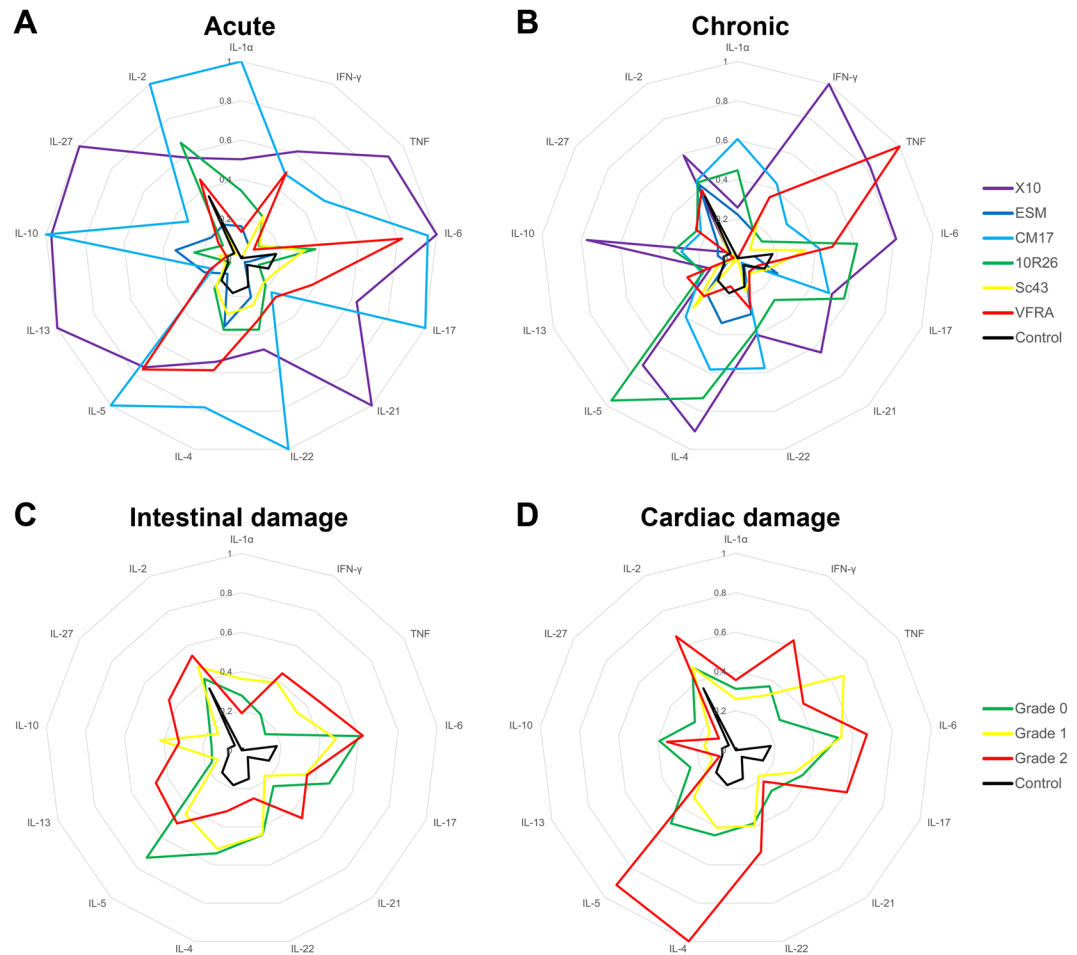 A
Acute
IL-1α
1
IFN-γ
0.8
TNF
0.6
0.4
IL-6
0.2
IL-17
IL-21
IL-22
IL-4
IL-5
IL-13
IL-10
IL-27
IL-2
B
Chronic
IL-1α
1
IFN-γ
0.8
TNF
0.6
0.4
IL-6
0.2
IL-17
IL-21
IL-22
IL-4
IL-5
IL-13
IL-10
IL-27
IL-2
X10
ESM
CM17
10R26
Sc43
VFRA
Control
C
Intestinal damage
IL-1α
1
IFN-γ
0.8
TNF
0.6
0.4
IL-6
0.2
IL-17
IL-21
IL-22
IL-4
IL-5
IL-13
IL-10
IL-27
IL-2
D
Cardiac damage
IL-1α
1
IFN-γ
0.8
TNF
0.6
0.4
IL-6
0.2
IL-17
IL-21
IL-22
IL-4
IL-5
IL-13
IL-10
IL-27
IL-2
Grade 0
Grade 1
Grade 2
Control